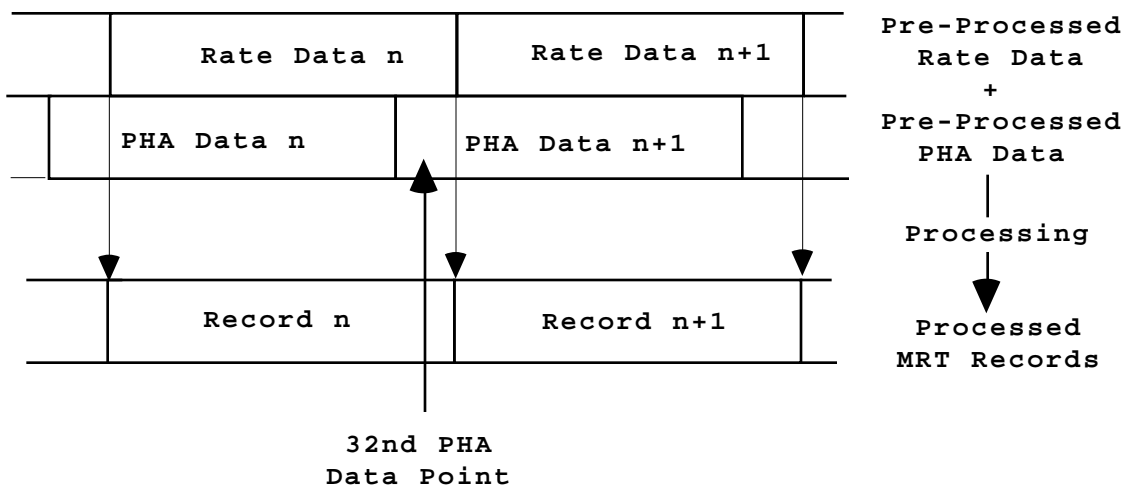 Rate Data n
Rate Data n+1
PHA Data n
PHA Data n+1
Pre-Processed
Rate Data
+
Pre-Processed
PHA Data
Processing
Record n
Record n+1
Processed
MRT Records
32nd PHA
Data Point